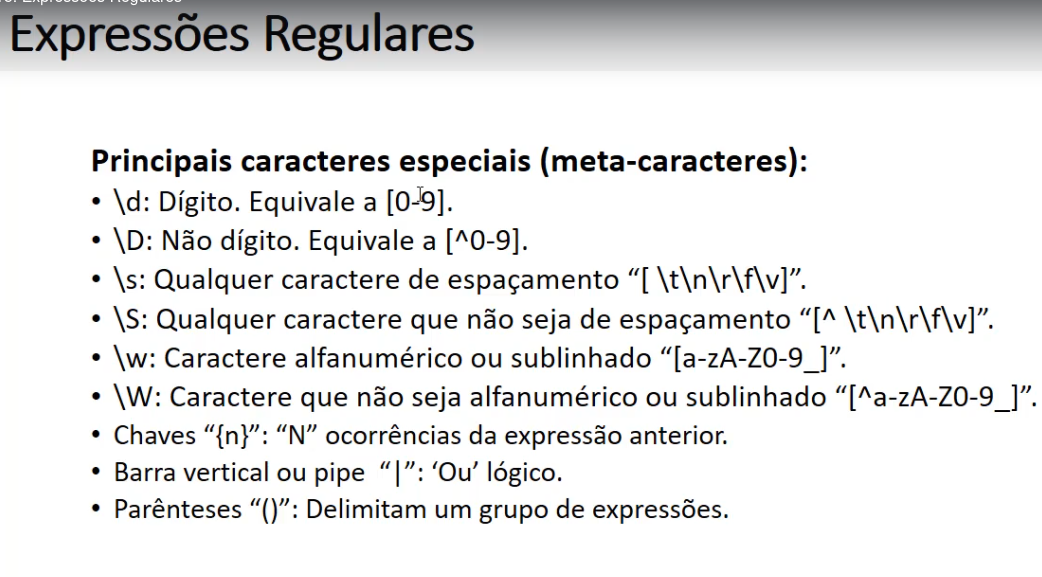 Expressões Regulares
Principais caracteres especiais (meta-caracteres):
• \d: Dígito. Equivale a [0-9].
• \D: Não dígito. Equivale a [^0-9].
• \s: Qualquer caractere de espaçamento “[ \t\n\r\f\v]”.
• \S: Qualquer caractere que não seja de espaçamento “[^ \t\n\r\f\v]”.
• \w: Caractere alfanumérico ou sublinhado “[a-zA-Z0-9_]”.
• \W: Caractere que não seja alfanumérico ou sublinhado “[^a-zA-Z0-9_]”.
• Chaves “{n}”: “N” ocorrências da expressão anterior.
• Barra vertical ou pipe “|”: ‘Ou’ lógico.
• Parênteses “()”: Delimitam um grupo de expressões.